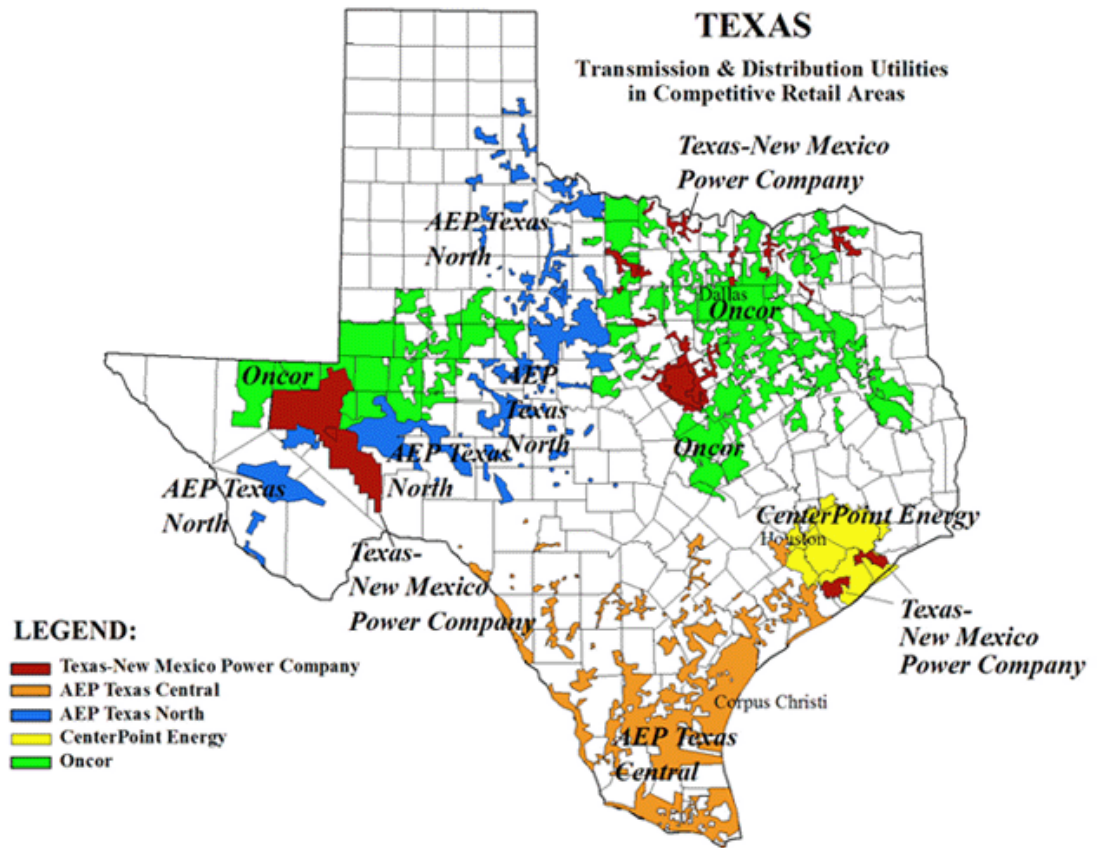 TEXAS
Transmission & Distribution Utilities
in Competitive Retail Areas
Texas-New Mexico
Power Company
AEP Texas
North
Dallas
Oncor
Oncor
AEP
Texas
North
Oncor
AEP Texas
North
AEP Texas
North
CenterPoint Energy
Houston
Texas-
New Mexico
Power Company
Texas-
New Mexico
Power Company
LEGEND:
Texas-New Mexico Power Company
AEP Texas Central
AEP Texas North
CenterPoint Energy
Oncor
Corpus Christi
AEP Texas
Central